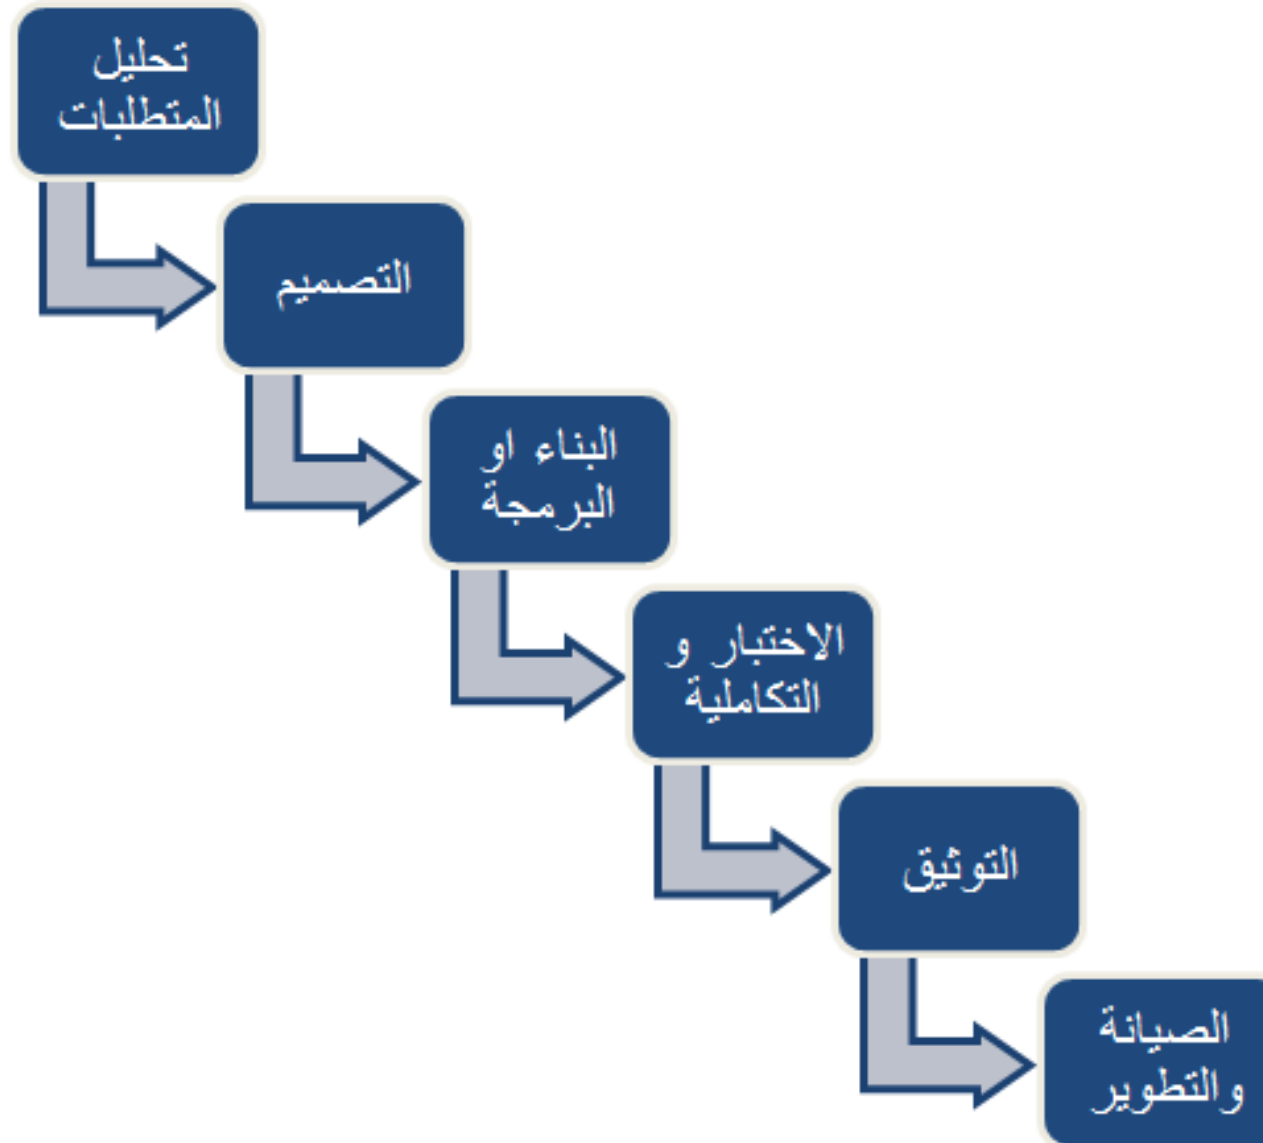 تحليل
المتطلبات
التصميم
البناء او
البرمجة
الاختبار و
التكاملية
التوثيق
الصيانة
والتطوير